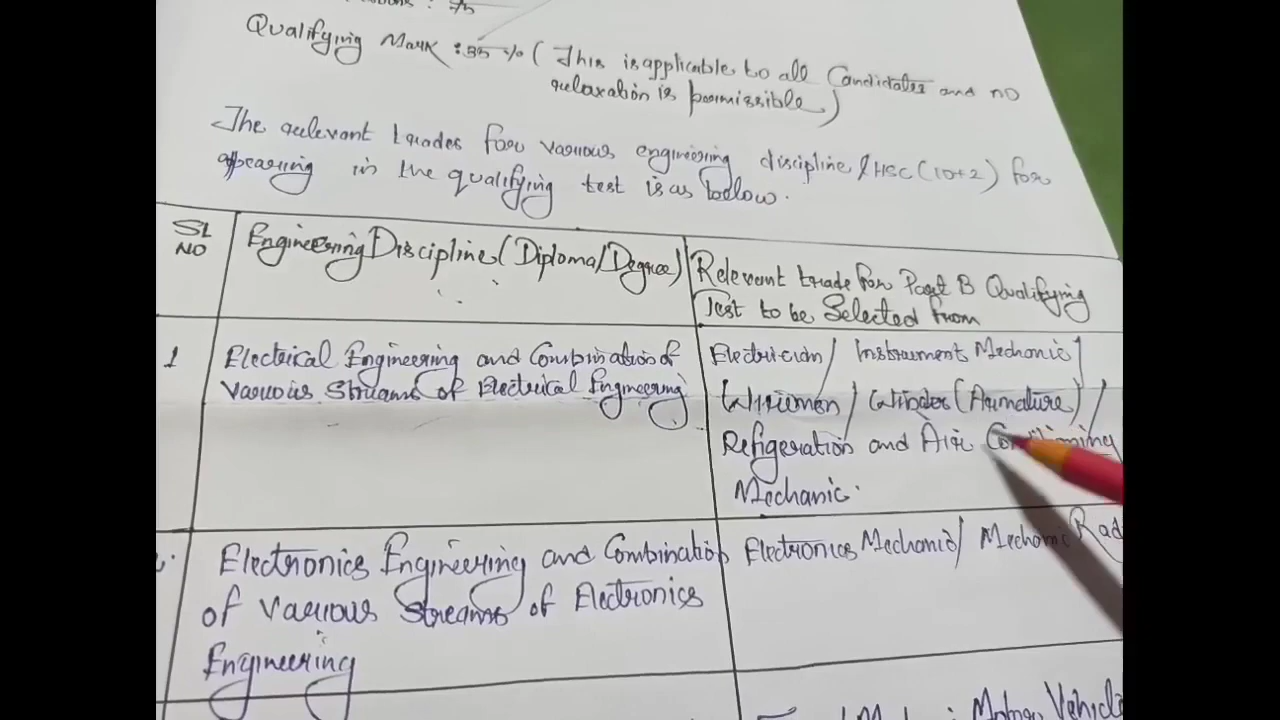 : 75
Qualifying Mark : 35 % ( This is applicable to all Candidates and no
relaxation is permissible )
The relevant trades for various engineering discipline & HSC (10+2) for
appearing in the qualifying test is as below.
SL NO
Engineering Discipline (Diploma/Degree)
Relevant trade for Part B Qualifying
Test to be Selected from
1
Electrical Engineering and Combination of
Various Streams of Electrical Engineering
Electrician / Instrument Mechanic /
Wiremen / Winder (Armature) /
Refigeration and Air Conditioning
Mechanic.
Electronics Engineering and Combination
of Various Streams of Electronics
Engineering
Electronics Mechanic / Mechanic Rad
Motor Vehicle